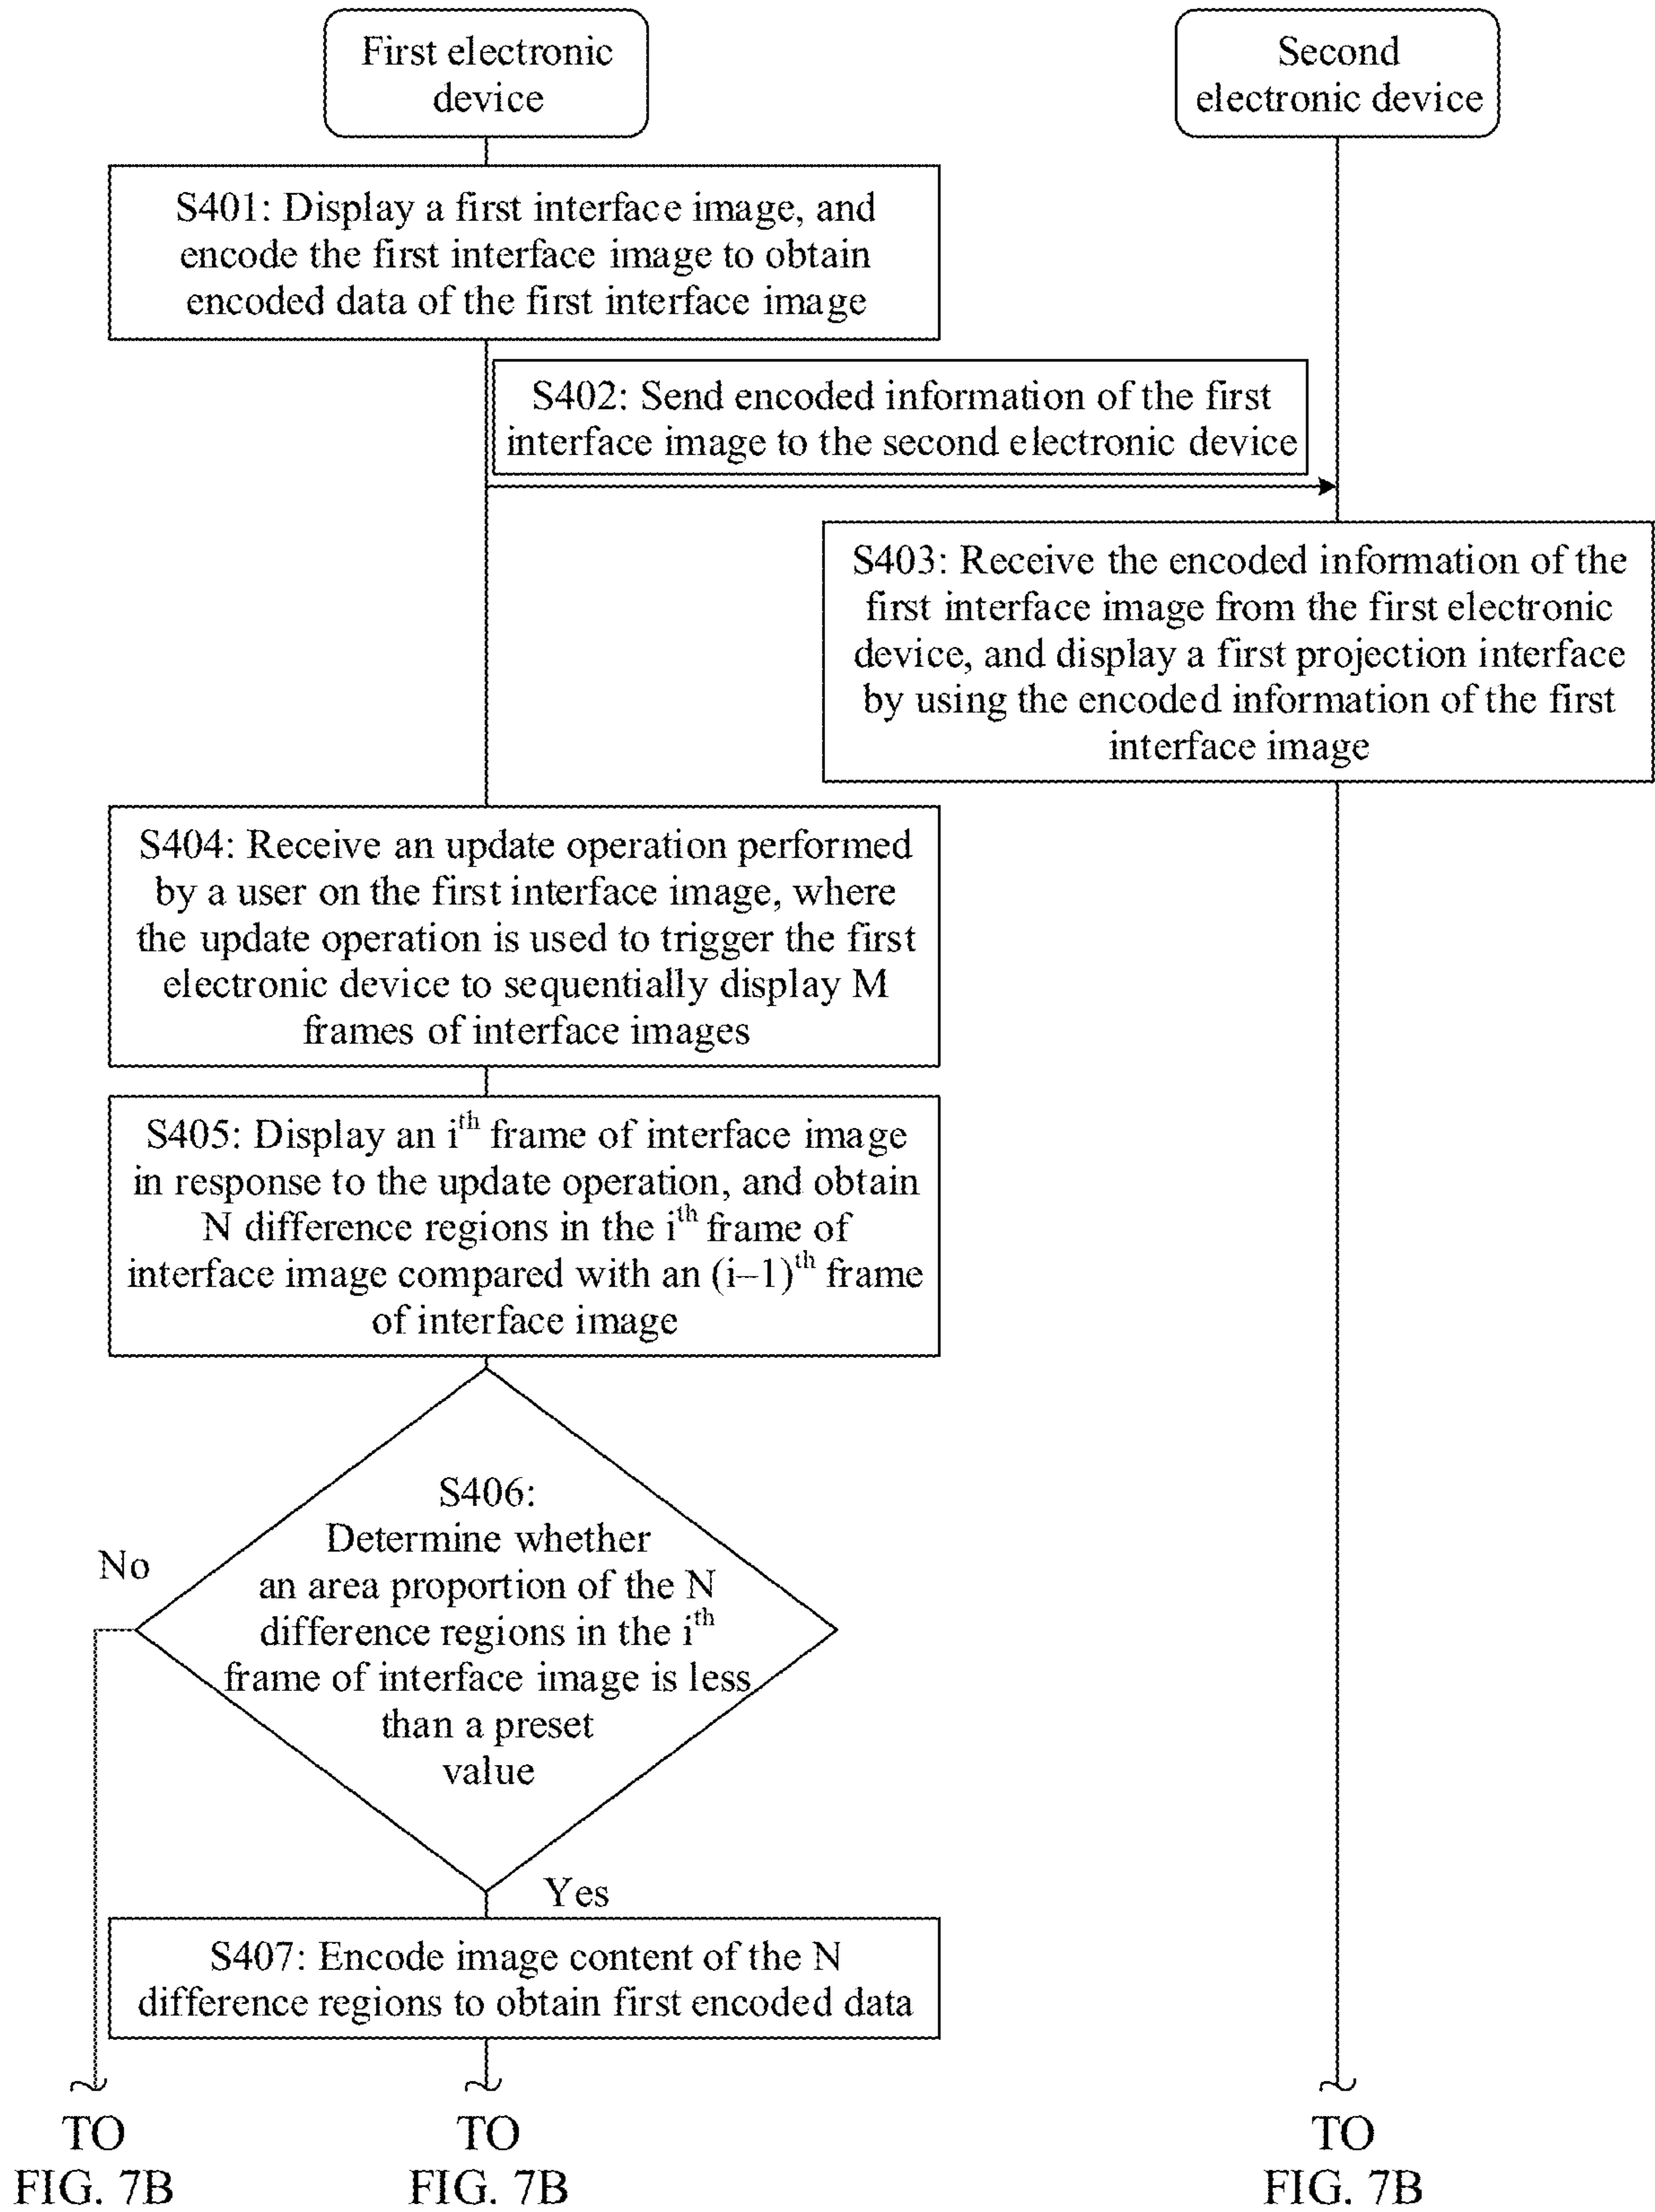 First electronic
device
Second
electronic device
S401: Display a first interface image, and
encode the first interface image to obtain
encoded data of the first interface image
S402: Send encoded information of the first
interface image to the second electronic device
S403: Receive the encoded information of the
first interface image from the first electronic
device, and display a first projection interface
by using the encoded information of the first
interface image
S404: Receive an update operation performed
by a user on the first interface image, where
the update operation is used to trigger the first
electronic device to sequentially display M
frames of interface images
S405: Display an i^th frame of interface image
in response to the update operation, and obtain
N difference regions in the i^th frame of
interface image compared with an (i–1)^th frame
of interface image
S406:
Determine whether
an area proportion of the N
difference regions in the i^th
frame of interface image is less
than a preset
value
No
Yes
S407: Encode image content of the N
difference regions to obtain first encoded data
TO
FIG. 7B
TO
FIG. 7B
TO
FIG. 7B